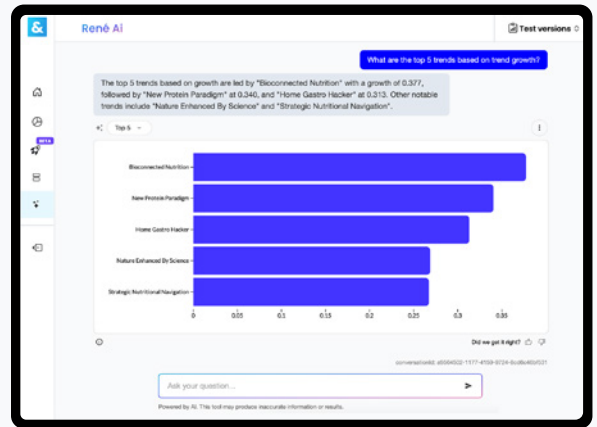 &
René AI
Test versions
What are the top 5 trends based on trend growth?
The top 5 trends based on growth are led by "Bioconnected Nutrition" with a growth of 0.377,
followed by "New Protein Paradigm" at 0.340, and "Home Gastro Hacker" at 0.313. Other notable
trends include "Nature Enhanced By Science" and "Strategic Nutritional Navigation".
BETA
Top 5
Bioconnected Nutrition
New Protein Paradigm
Home Gastro Hacker
Nature Enhanced By Science
Strategic Nutritional Navigation
0 0.05 0.1 0.15 0.2 0.25 0.3 0.35
Did we get it right?
Ask your question...
Powered by AI. This tool may produce inaccurate information or results.